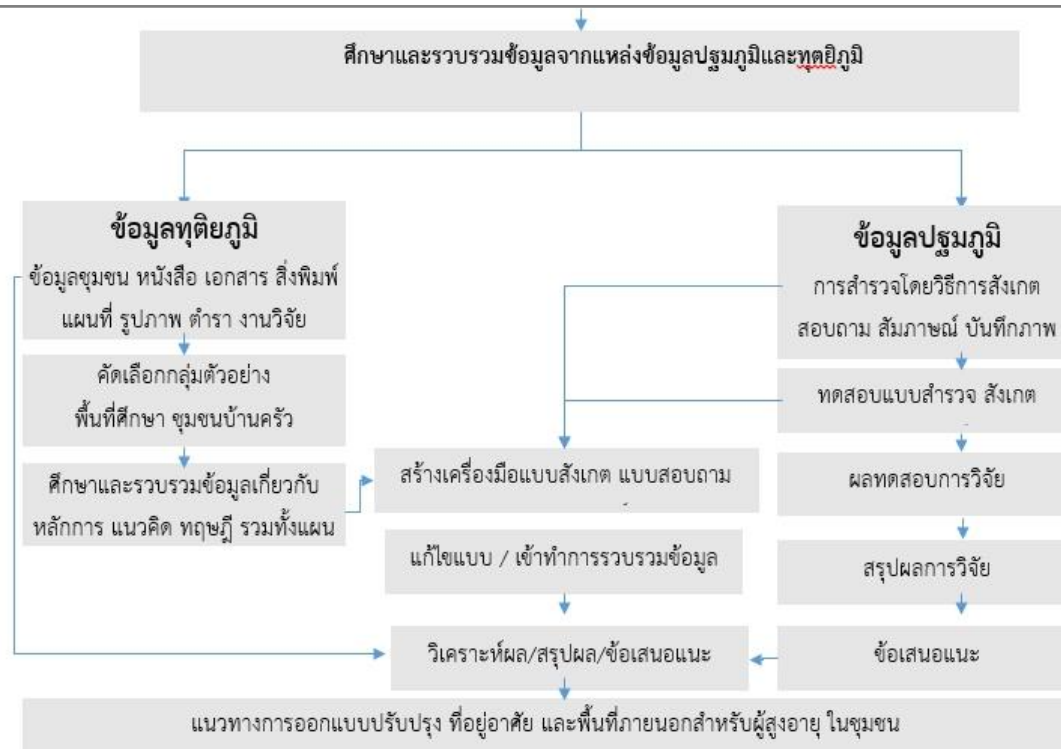 ศึกษาและรวบรวมข้อมูลจากแหล่งข้อมูลปฐมภูมิและทุตยิภูมิ
ข้อมูลทุติยภูมิ
ข้อมูลชุมชน หนังสือ เอกสาร สิ่งพิมพ์
แผนที่ รูปภาพ ตำรา งานวิจัย
คัดเลือกกลุ่มตัวอย่าง
พื้นที่ศึกษา ชุมชนบ้านครัว
ศึกษาและรวบรวมข้อมูลเกี่ยวกับ
หลักการ แนวคิด ทฤษฎี รวมทั้งแผน
สร้างเครื่องมือแบบสังเกต แบบสอบถาม
แก้ไขแบบ / เข้าทำการรวบรวมข้อมูล
ข้อมูลปฐมภูมิ
การสำรวจโดยวิธีการสังเกต
สอบถาม สัมภาษณ์ บันทึกภาพ
ทดสอบแบบสำรวจ สังเกต
ผลทดสอบการวิจัย
สรุปผลการวิจัย
ข้อเสนอแนะ
วิเคราะห์ผล/สรุปผล/ข้อเสนอแนะ
แนวทางการออกแบบปรับปรุง ที่อยู่อาศัย และพื้นที่ภายนอกสำหรับผู้สูงอายุ ในชุมชน